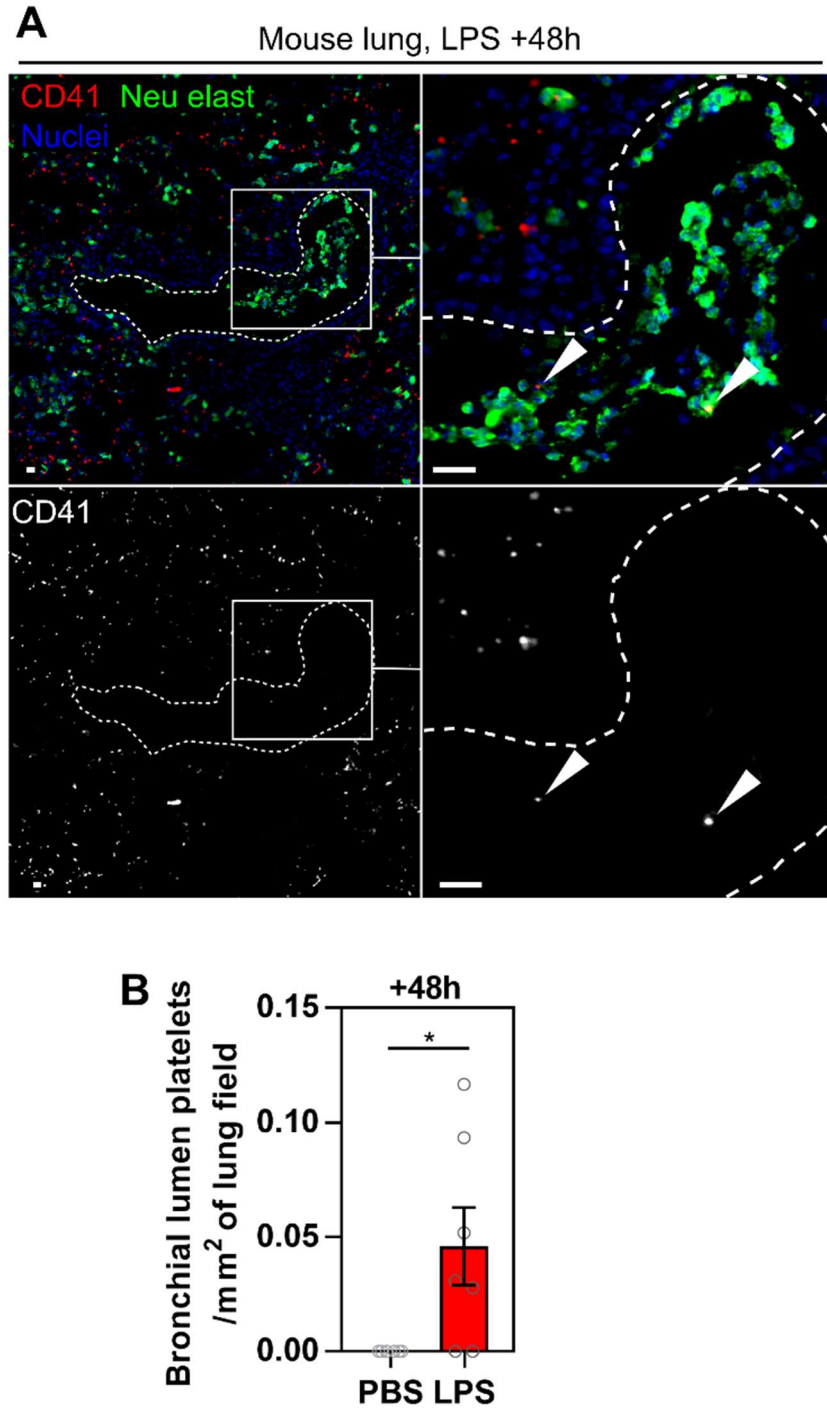 A
Mouse lung, LPS +48h
CD41 Neu elast
Nuclei
CD41
B
+48h
Bronchial lumen platelets
/mm² of lung field
0.15
0.10
0.05
0.00
*
PBS LPS